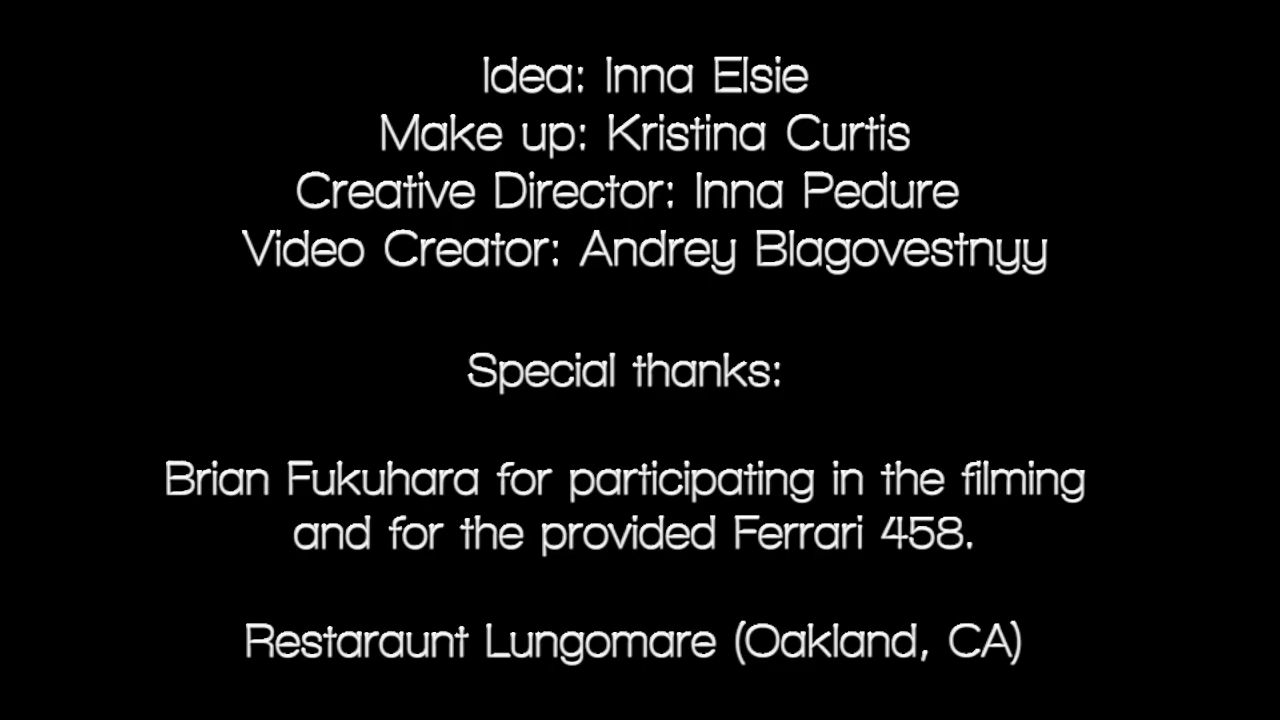 Idea: Inna Elsie
Make up: Kristina Curtis
Creative Director: Inna Pedure
Video Creator: Andrey Blagovestnyy
Special thanks:
Brian Fukuhara for participating in the filming
and for the provided Ferrari 458.
Restaraunt Lungomare (Oakland, CA)